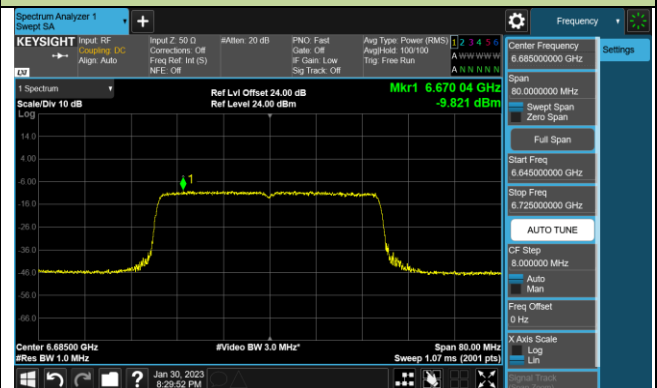 Spectrum Analyzer 1
Swept SA
Frequency
KEYSIGHT
Input: RF
Coupling: DC
Align: Auto
Input Z: 50 Ω
Corrections: Off
Freq Ref: Int (S)
NFE: Off
#Atten: 20 dB
PNO: Fast
Gate: Off
IF Gain: Low
Sig Track: Off
Avg Type: Power (RMS)
Avg|Hold: 100/100
Trig: Free Run
1 2 3 4 5 6
A W W W W W
A N N N N N
LXI
1 Spectrum
Scale/Div 10 dB
Log
Ref Lvl Offset 24.00 dB
Ref Level 24.00 dBm
Mkr1 6.670 04 GHz
-9.821 dBm
14.0
4.00
-6.00
-16.0
-26.0
-36.0
-46.0
-56.0
-66.0
1
Center 6.68500 GHz
#Res BW 1.0 MHz
#Video BW 3.0 MHz*
Span 80.00 MHz
Sweep 1.07 ms (2001 pts)
Jan 30, 2023
8:29:52 PM
Center Frequency
6.685000000 GHz
Settings
Span
80.0000000 MHz
Swept Span
Zero Span
Full Span
Start Freq
6.645000000 GHz
Stop Freq
6.725000000 GHz
AUTO TUNE
CF Step
8.000000 MHz
Auto
Man
Freq Offset
0 Hz
X Axis Scale
Log
Lin
Signal Track